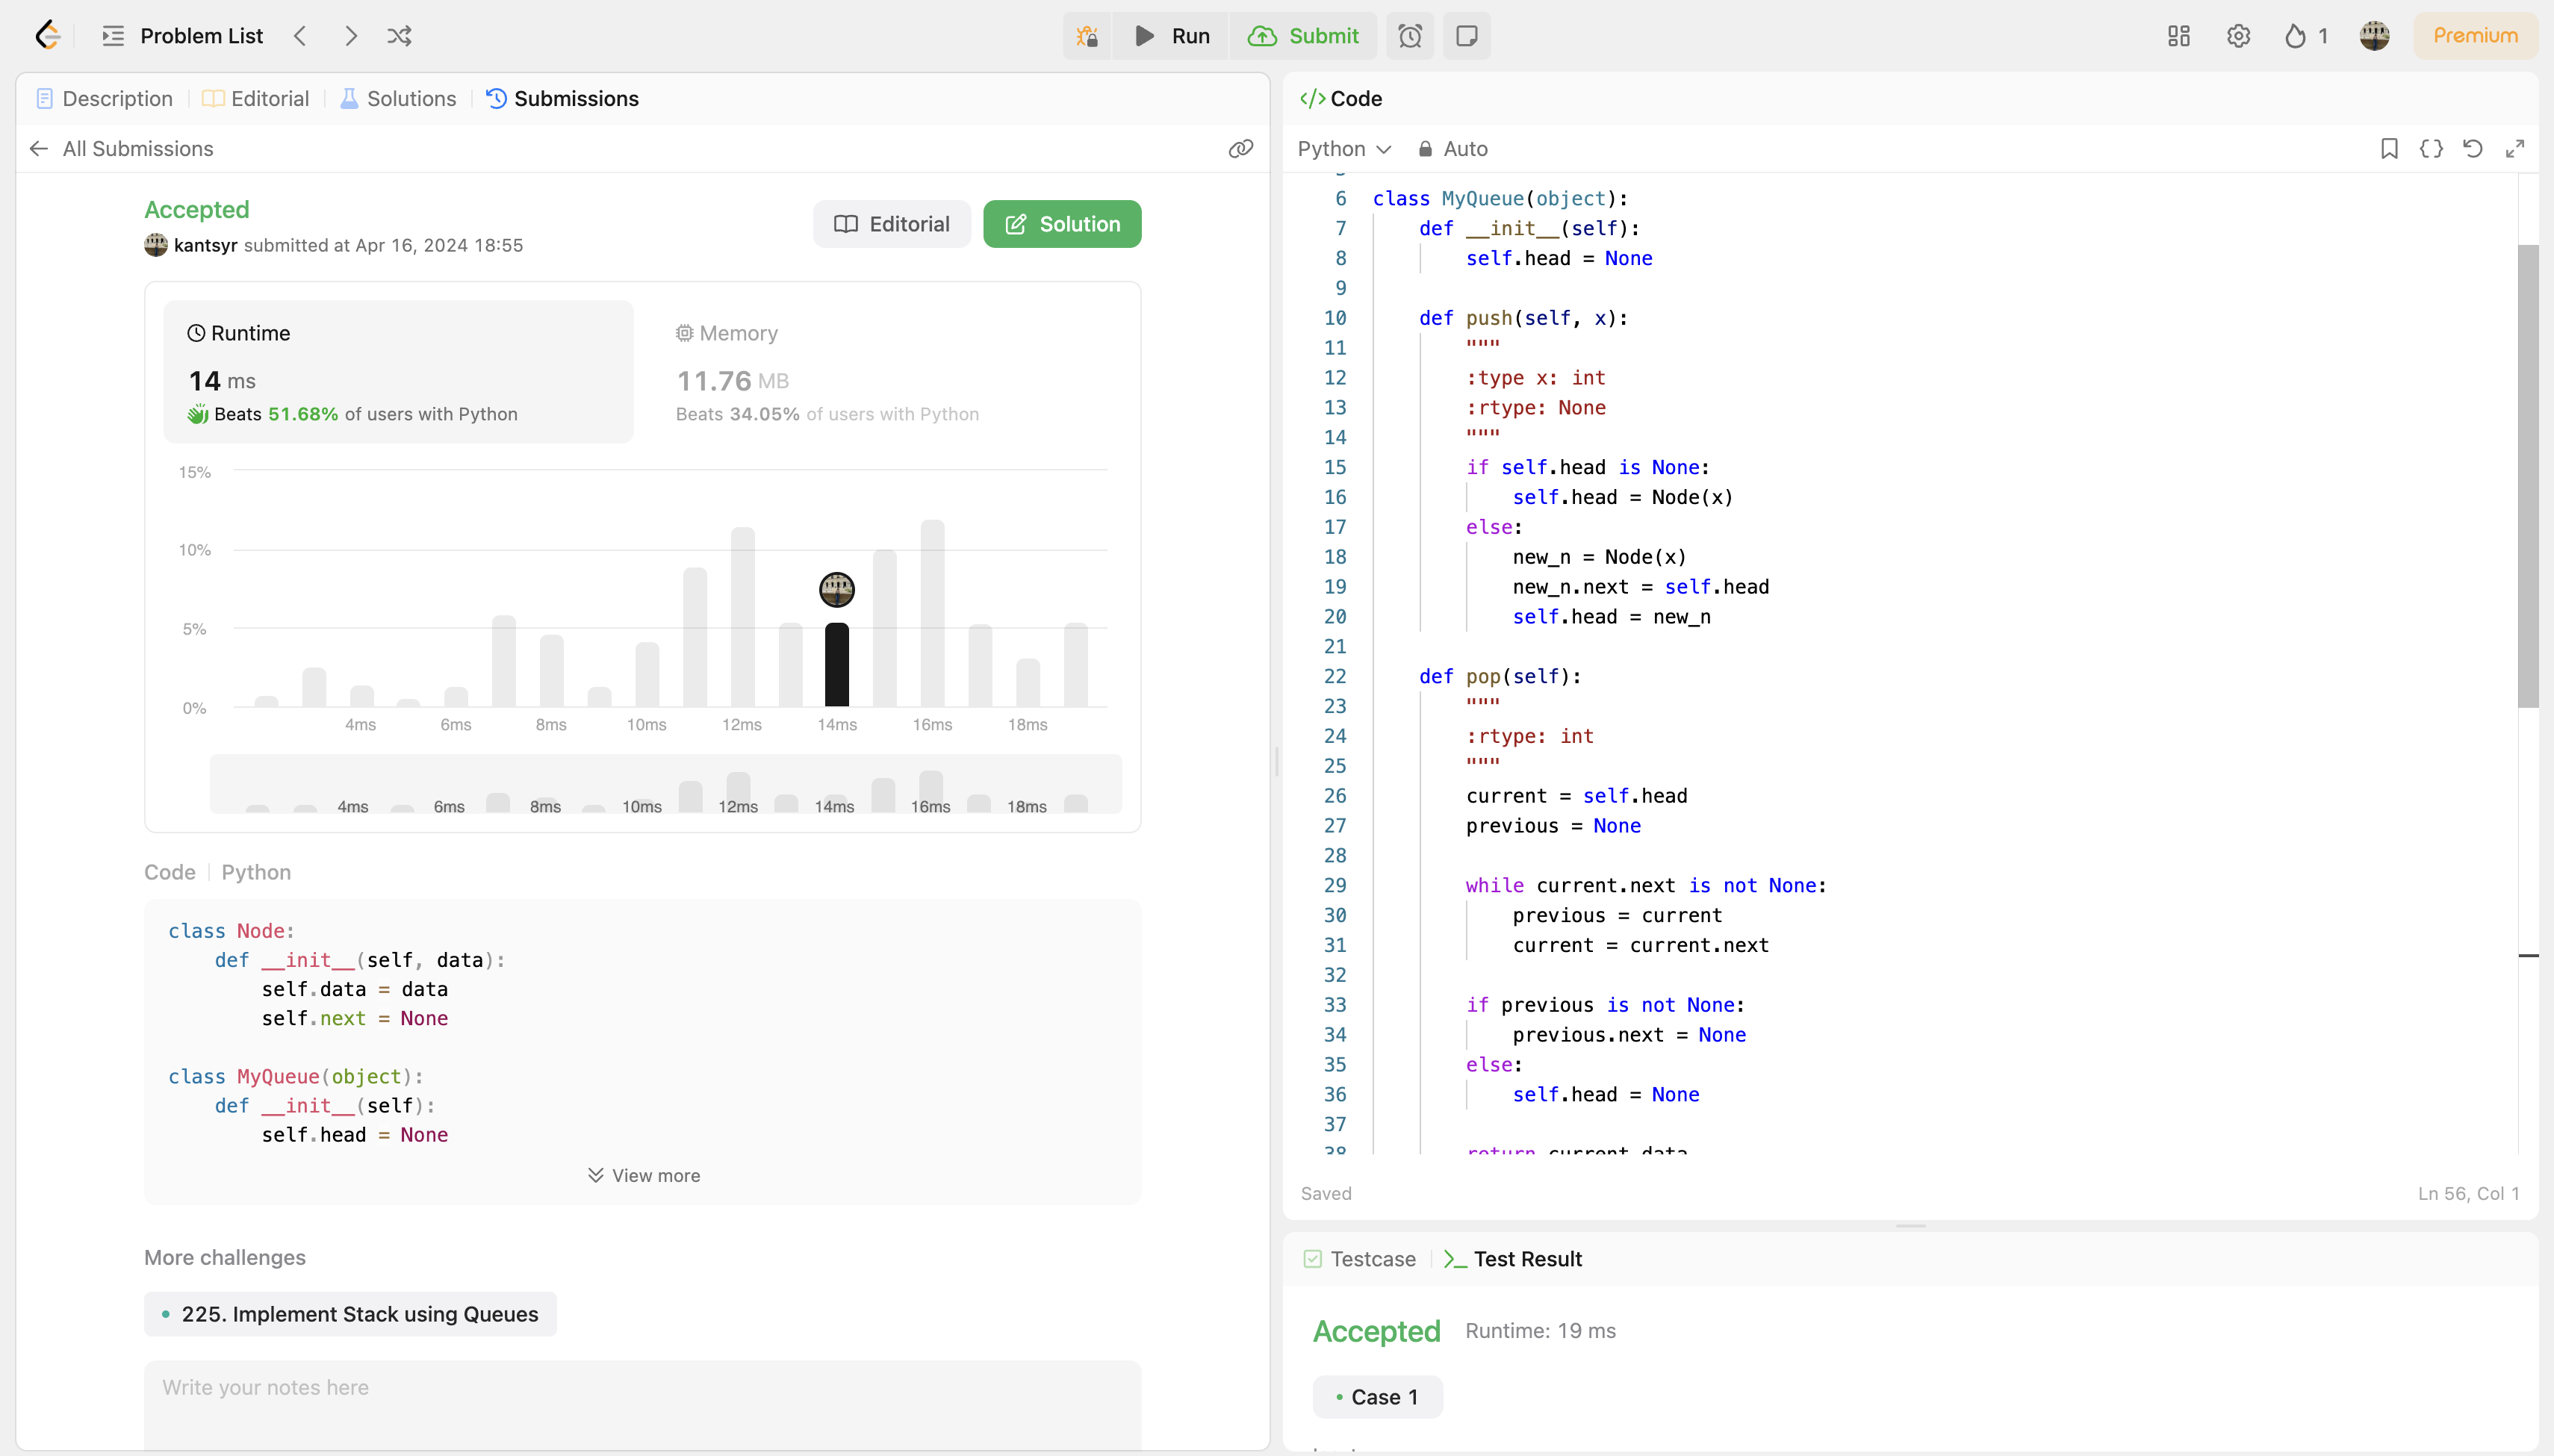 Problem List
Run
Submit
1
Premium
Description
Editorial
Solutions
Submissions
All Submissions
Accepted
kantsyr submitted at Apr 16, 2024 18:55
Editorial
Solution
Runtime
14 ms
Beats 51.68% of users with Python
Memory
11.76 MB
Beats 34.05% of users with Python
15%
10%
5%
0%
4ms 6ms 8ms 10ms 12ms 14ms 16ms 18ms
4ms 6ms 8ms 10ms 12ms 14ms 16ms 18ms
Code Python
class Node:
    def __init__(self, data):
        self.data = data
        self.next = None
class MyQueue(object):
    def __init__(self):
        self.head = None
View more
More challenges
225. Implement Stack using Queues
Write your notes here
</> Code
Python Auto
6 class MyQueue(object):
7     def __init__(self):
8         self.head = None
9
10     def push(self, x):
11         """
12         :type x: int
13         :rtype: None
14         """
15         if self.head is None:
16             self.head = Node(x)
17         else:
18             new_n = Node(x)
19             new_n.next = self.head
20             self.head = new_n
21
22     def pop(self):
23         """
24         :rtype: int
25         """
26         current = self.head
27         previous = None
28
29         while current.next is not None:
30             previous = current
31             current = current.next
32
33         if previous is not None:
34             previous.next = None
35         else:
36             self.head = None
37
38         return current.data
Saved
Ln 56, Col 1
Testcase
Test Result
Accepted Runtime: 19 ms
Case 1